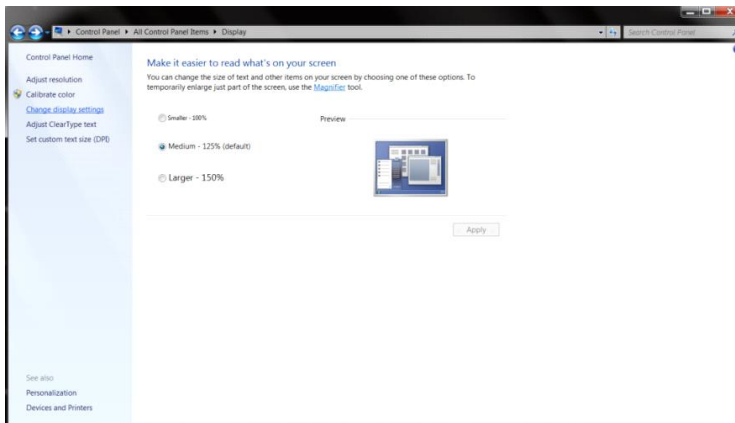 Control Panel ▸ All Control Panel Items ▸ Display
Search Control Panel
Control Panel Home
Adjust resolution
Calibrate color
Change display settings
Adjust ClearType text
Set custom text size (DPI)
See also
Personalization
Devices and Printers
Make it easier to read what's on your screen
You can change the size of text and other items on your screen by choosing one of these options. To
temporarily enlarge just part of the screen, use the Magnifier tool.
Smaller - 100%
Preview
Medium - 125% (default)
Larger - 150%
Apply